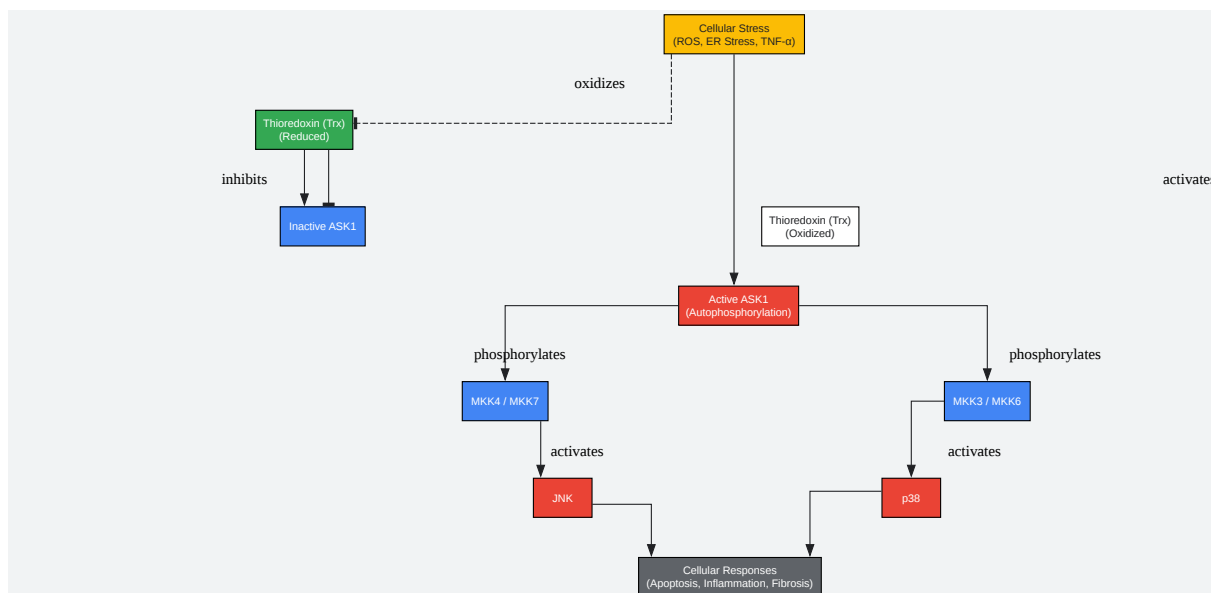 Cellular Stress
(ROS, ER Stress, TNF-α)
oxidizes
Thioredoxin (Trx)
(Reduced)
inhibits
activates
Inactive ASK1
Thioredoxin (Trx)
(Oxidized)
Active ASK1
(Autophosphorylation)
phosphorylates
phosphorylates
MKK4 / MKK7
MKK3 / MKK6
activates
activates
JNK
p38
Cellular Responses
(Apoptosis, Inflammation, Fibrosis)